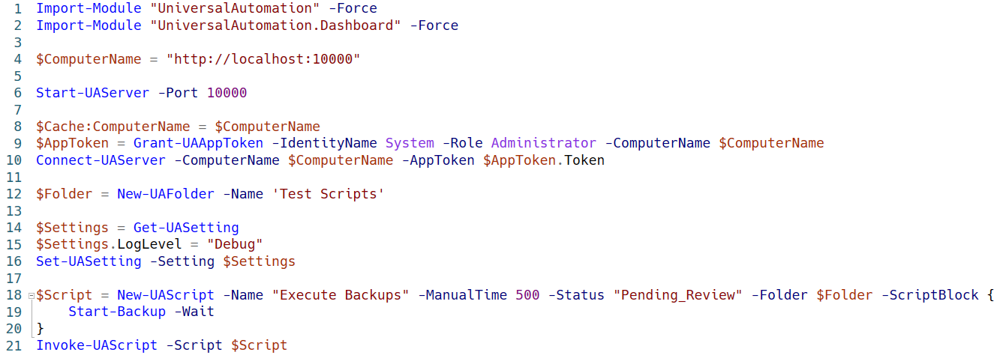 1 Import-Module "UniversalAutomation" -Force
2 Import-Module "UniversalAutomation.Dashboard" -Force
3
4 $ComputerName = "http://localhost:10000"
5
6 Start-UAServer -Port 10000
7
8 $Cache:ComputerName = $ComputerName
9 $AppToken = Grant-UAAppToken -IdentityName System -Role Administrator -ComputerName $ComputerName
10 Connect-UAServer -ComputerName $ComputerName -AppToken $AppToken.Token
11
12 $Folder = New-UAFolder -Name 'Test Scripts'
13
14 $Settings = Get-UASetting
15 $Settings.LogLevel = "Debug"
16 Set-UASetting -Setting $Settings
17
18 $Script = New-UAScript -Name "Execute Backups" -ManualTime 500 -Status "Pending_Review" -Folder $Folder -ScriptBlock {
19     Start-Backup -Wait
20 }
21 Invoke-UAScript -Script $Script